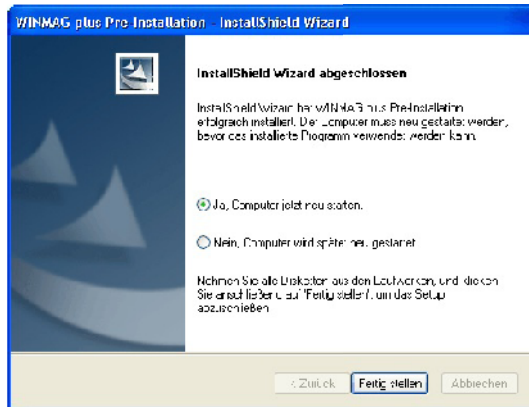 WINMAG plus Pre-Installation - InstallShield Wizard
InstallShield Wizard abgeschlossen
InstallShield Wizard hat WINMAG plus Pre-Installation
erfolgreich installiert. Der Computer muss neu gestartet werden,
bevor das installierte Programm verwendet werden kann.
Ja, Computer jetzt neu starten.
Nein, Computer wird später neu gestartet
Nehmen Sie alle Disketten aus den Laufwerken, und klicken
Sie anschließend auf 'Fertig stellen', um das Setup
abzuschließen
< Zurück
Fertig stellen
Abbrechen